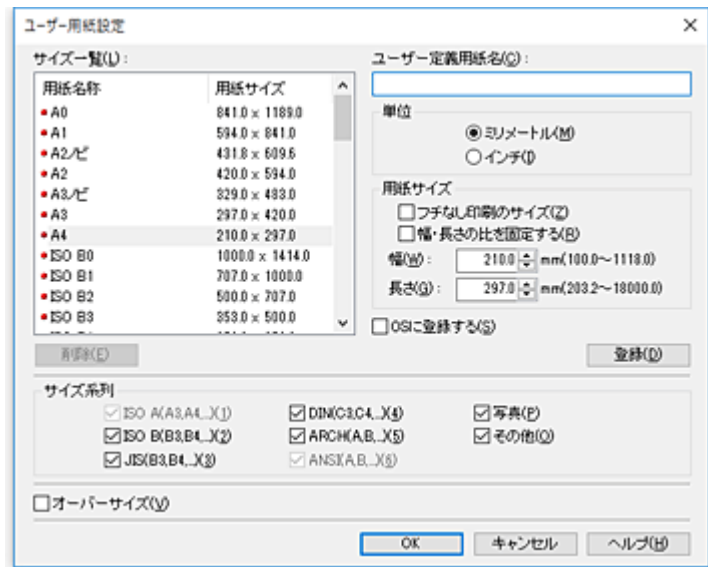 ユーザー用紙設定
サイズ一覧(L):
用紙名称 用紙サイズ
A0 841.0 x 1189.0
A1 594.0 x 841.0
A2ノビ 431.8 x 609.6
A2 420.0 x 594.0
A3ノビ 329.0 x 483.0
A3 297.0 x 420.0
A4 210.0 x 297.0
ISO B0 1000.0 x 1414.0
ISO B1 707.0 x 1000.0
ISO B2 500.0 x 707.0
ISO B3 353.0 x 500.0
削除(E)
ユーザー定義用紙名(C):
単位
ミリメートル(M)
インチ(I)
用紙サイズ
フチなし印刷のサイズ(Z)
幅・長さの比を固定する(R)
幅(W): 210.0 mm(100.0～1118.0)
長さ(G): 297.0 mm(203.2～18000.0)
OSに登録する(S)
登録(D)
サイズ系列
ISO A(A3,A4,..)(1) DIN(C3,C4,..)(4) 写真(P)
ISO B(B3,B4,..)(2) ARCH(A,B,..)(5) その他(O)
JIS(B3,B4,..)(3) ANSI(A,B,..)(6)
オーバーサイズ(V)
OK キャンセル ヘルプ(H)